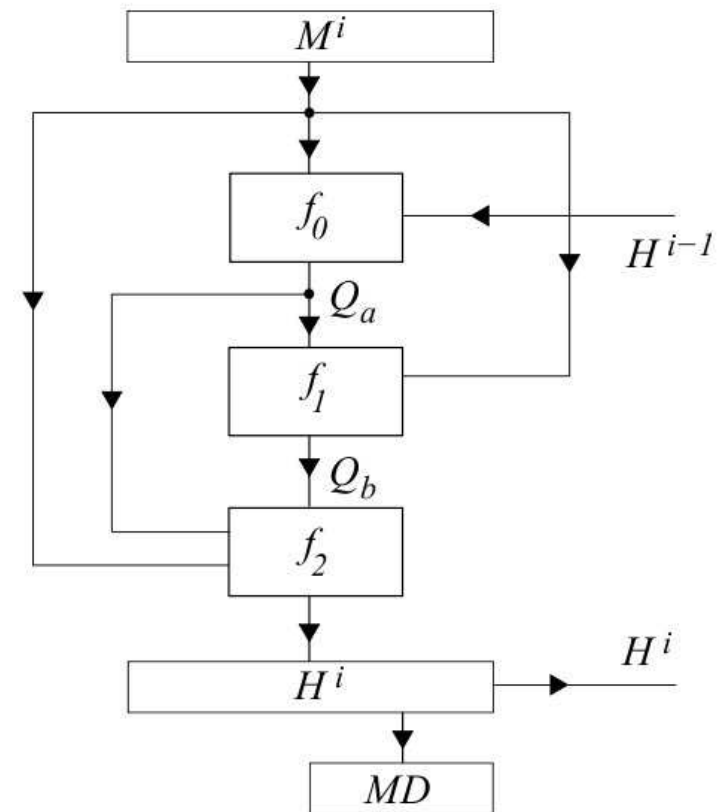 M^i
f_0
H^{i-1}
Q_a
f_1
Q_b
f_2
H^i
H^i
MD